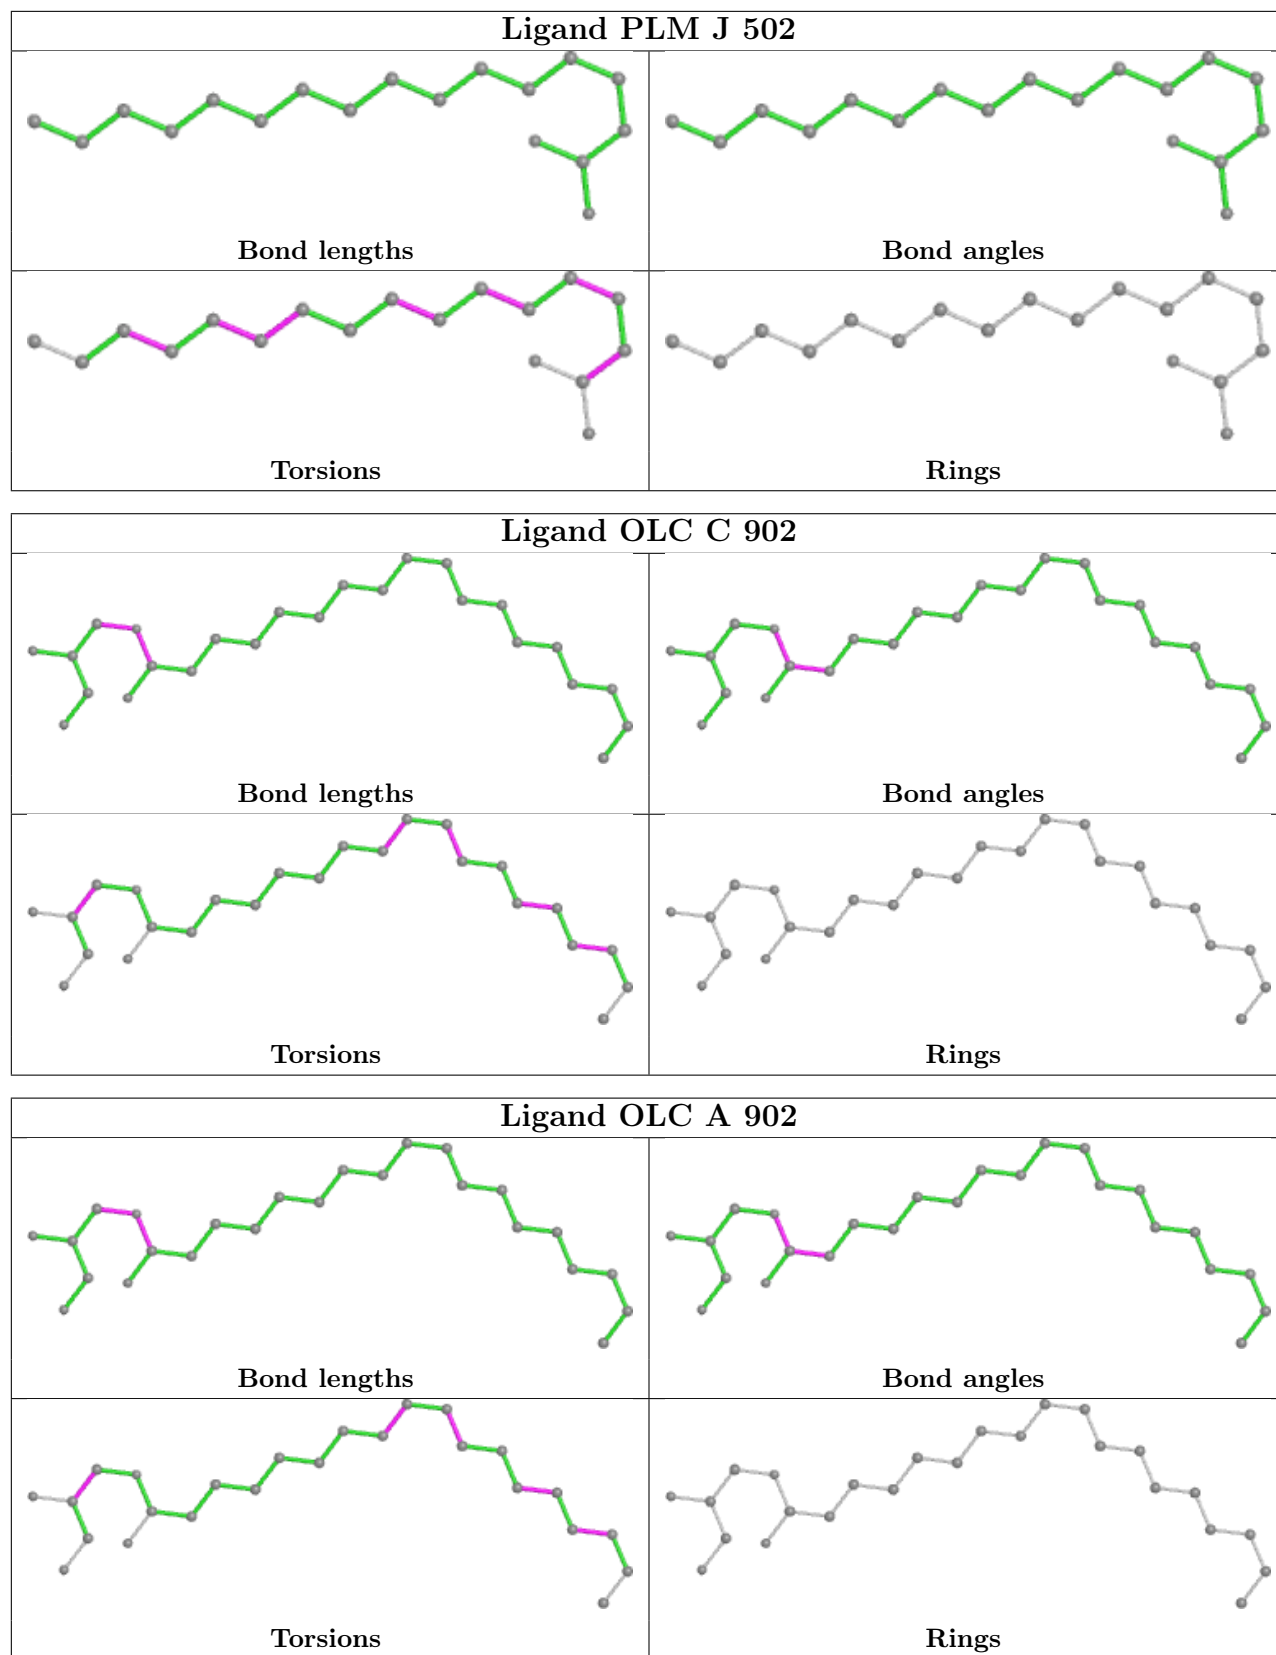 Ligand PLM J 502
Bond lengths
Bond angles
Torsions
Rings
Ligand OLC C 902
Bond lengths
Bond angles
Torsions
Rings
Ligand OLC A 902
Bond lengths
Bond angles
Torsions
Rings